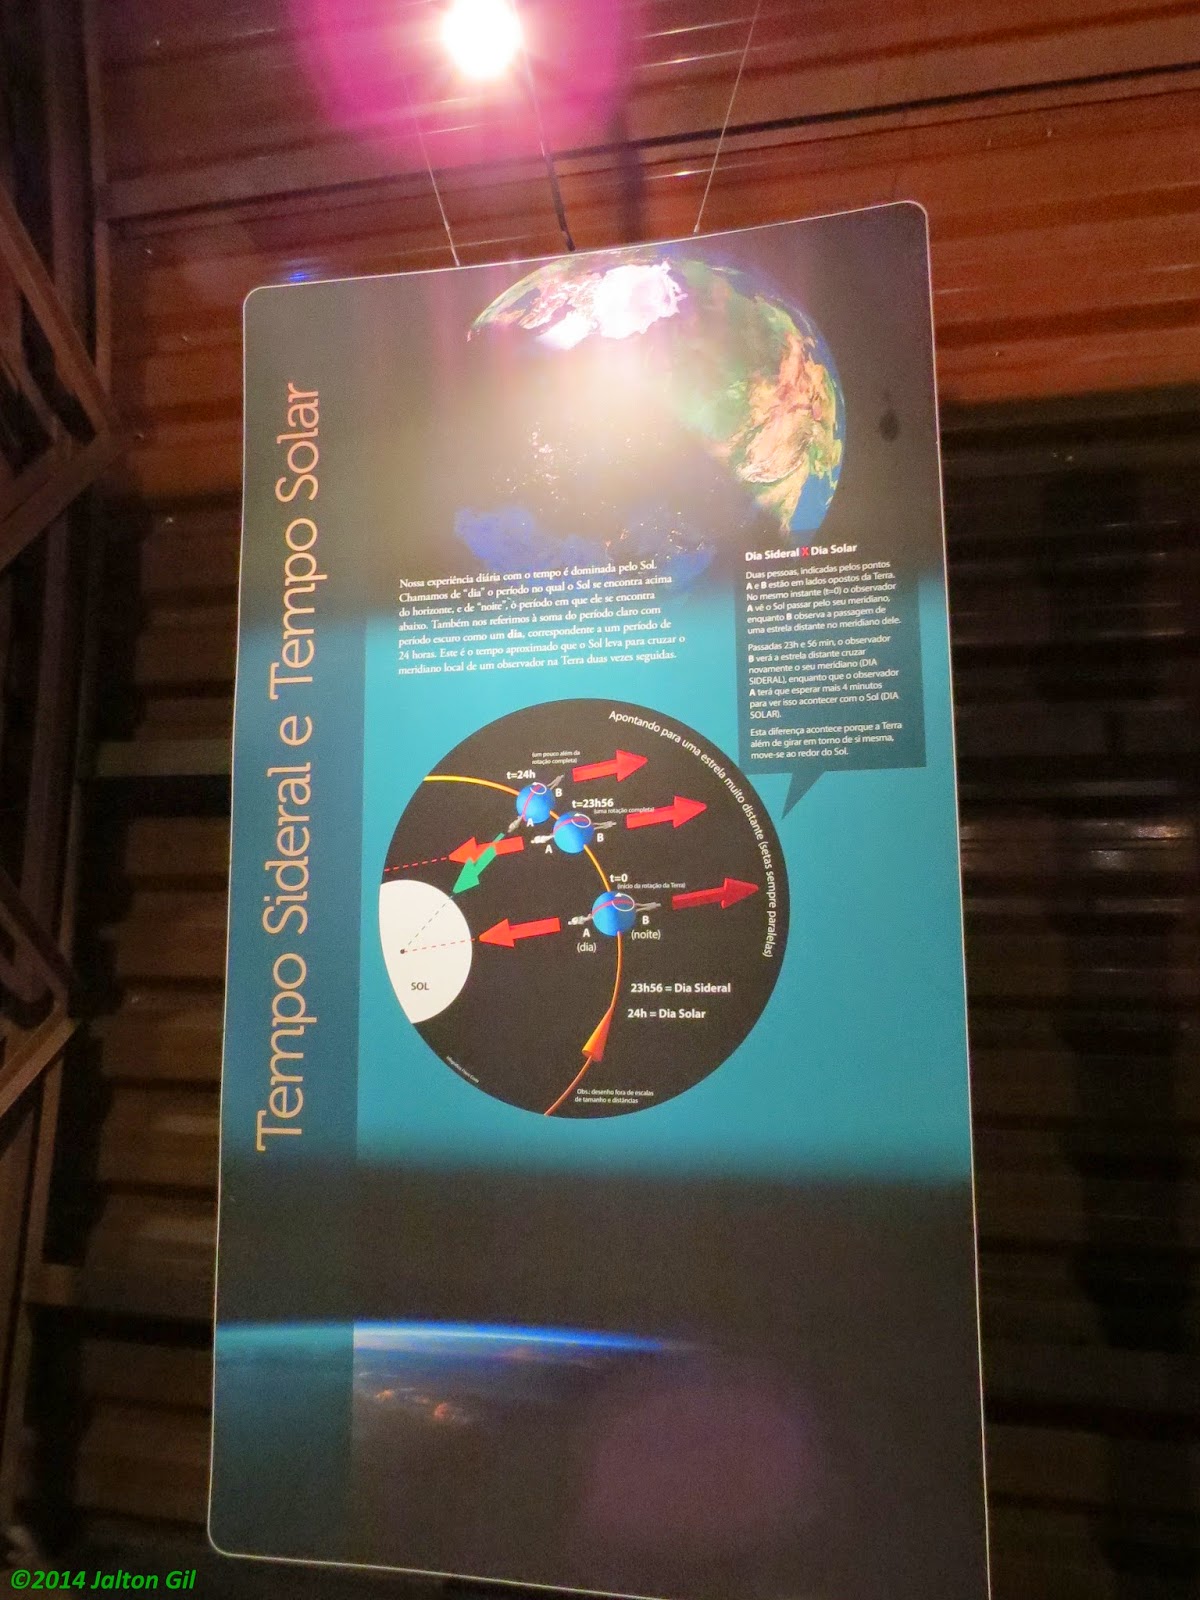 Tempo Sideral e Tempo Solar
Nossa experiência diária com o tempo é dominada pelo Sol.
Chamamos de "dia" o período no qual o Sol se encontra acima
do horizonte, e de "noite", o período em que ele se encontra
abaixo. Também nos referimos à soma do período claro com
período escuro como um dia, correspondente a um período de
24 horas. Este é o tempo aproximado que o Sol leva para cruzar o
meridiano local de um observador na Terra duas vezes seguidas.
Dia Sideral X Dia Solar
Duas pessoas, indicadas pelos pontos
A e B estão em lados opostos da Terra.
No mesmo instante (t=0) o observador
A vê o Sol passar pelo seu meridiano,
enquanto B observa a passagem de
uma estrela distante no meridiano dele.
Passadas 23h e 56 min, o observador
B verá a estrela distante cruzar
novamente o seu meridiano (DIA
SIDERAL), enquanto que o observador
A terá que esperar mais 4 minutos
para ver isso acontecer com o Sol (DIA
SOLAR).
Esta diferença acontece porque a Terra
além de girar em torno de si mesma,
move-se ao redor do Sol.
Apontando para uma estrela muito distante (setas sempre paralelas)
(um pouco além da
rotação completa)
t=24h
B
A
t=23h56
(uma rotação completa)
A
B
t=0
(início da rotação da Terra)
A
(dia)
B
(noite)
SOL
23h56 = Dia Sideral
24h = Dia Solar
Obs.: desenho fora de escalas
de tamanho e distâncias
©2014 Jalton Gil